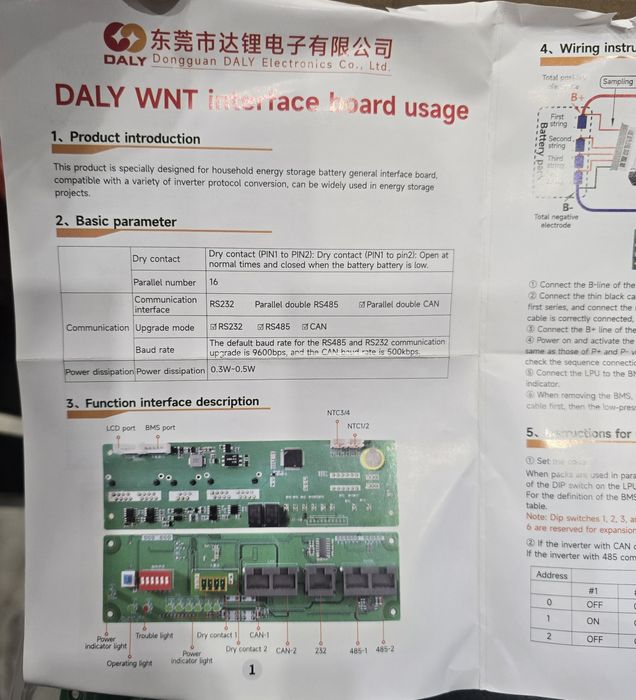 DALY
东莞市达锂电子有限公司
Dongguan DALY Electronics Co., Ltd.
DALY WNT interface board usage
1、Product introduction
This product is specially designed for household energy storage battery general interface board,
compatible with a variety of inverter protocol conversion, can be widely used in energy storage
projects.
2、Basic parameter
Dry contact
Dry contact (PIN1 to PIN2): Dry contact (PIN1 to pin2): Open at
normal times and closed when the battery battery is low.
Parallel number
16
Communication
Communication
interface
RS232 Parallel double RS485 ☑Parallel double CAN
Upgrade mode
☑RS232 ☑RS485 ☑CAN
Baud rate
The default baud rate for the RS485 and RS232 communication
upgrade is 9600bps, and the CAN baud rate is 500kbps.
Power dissipation
Power dissipation
0.3W-0.5W
3、Function interface description
NTC3/4
LCD port BMS port NTC1/2
Power
indicator light
Operating light
Trouble light
Power
indicator light
Dry contact 1
Dry contact 2
CAN-1
CAN-2
232
485-1
485-2
1
4、Wiring instru
Total
Sampling
B+
First
string
Second
string
Third
string
Battery pa
B-
Total negative
electrode
① Connect the B-line of the
② Connect the thin black ca
first series, and connect the
cable is correctly connected,
③ Connect the B+ line of the
④ Power on and activate the
same as those of P+ and P- v
check the sequence connectio
⑤ Connect the LPU to the BM
indicator.
⑥ When removing the BMS,
cable first, then the low-pres
5、Instructions for
① Set the
When packs are used in para
of the DIP switch on the LPU
For the definition of the BMS
table.
Note: Dip switches 1, 2, 3, a
6 are reserved for expansion
② If the inverter with CAN c
If the inverter with 485 com
Address
#1
0 OFF
1 ON
2 OFF